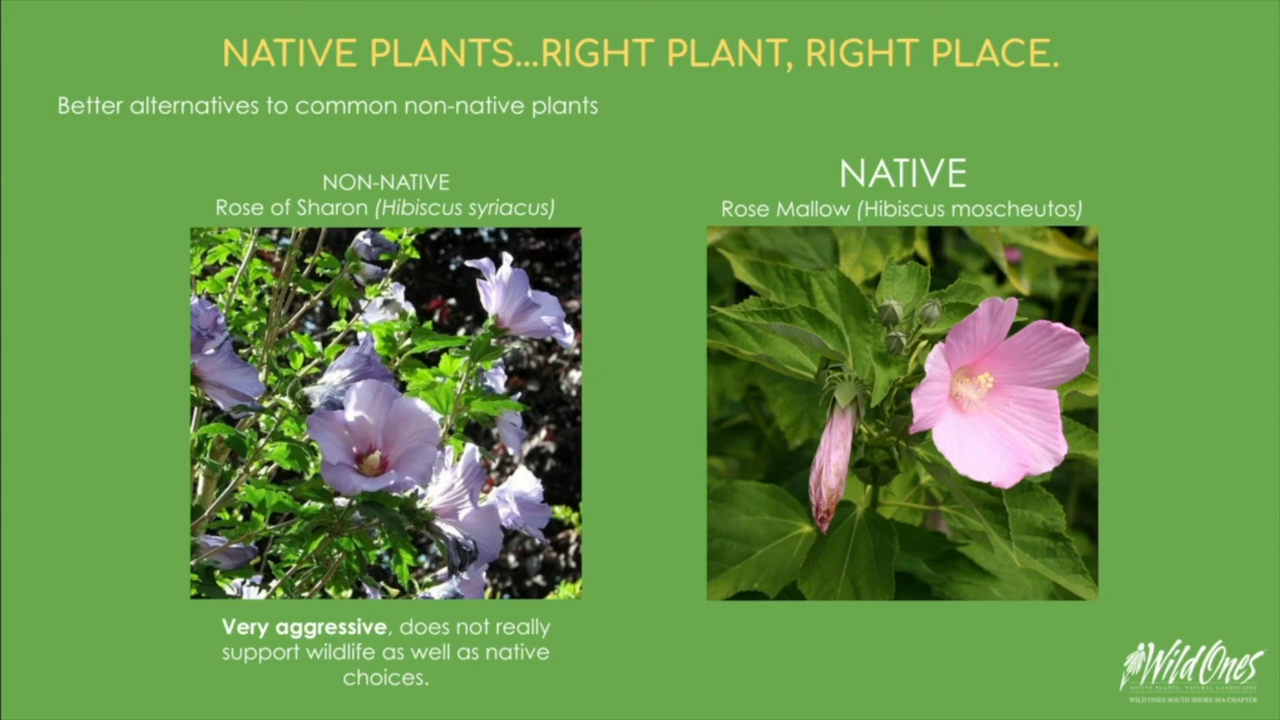 NATIVE PLANTS...RIGHT PLANT, RIGHT PLACE.
Better alternatives to common non-native plants
NON-NATIVE
Rose of Sharon (Hibiscus syriacus)
NATIVE
Rose Mallow (Hibiscus moscheutos)
Very aggressive, does not really
support wildlife as well as native
choices.
Wild Ones
NATIVE PLANTS, NATURAL LANDSCAPES
WILD ONES SOUTH SHORE MA CHAPTER